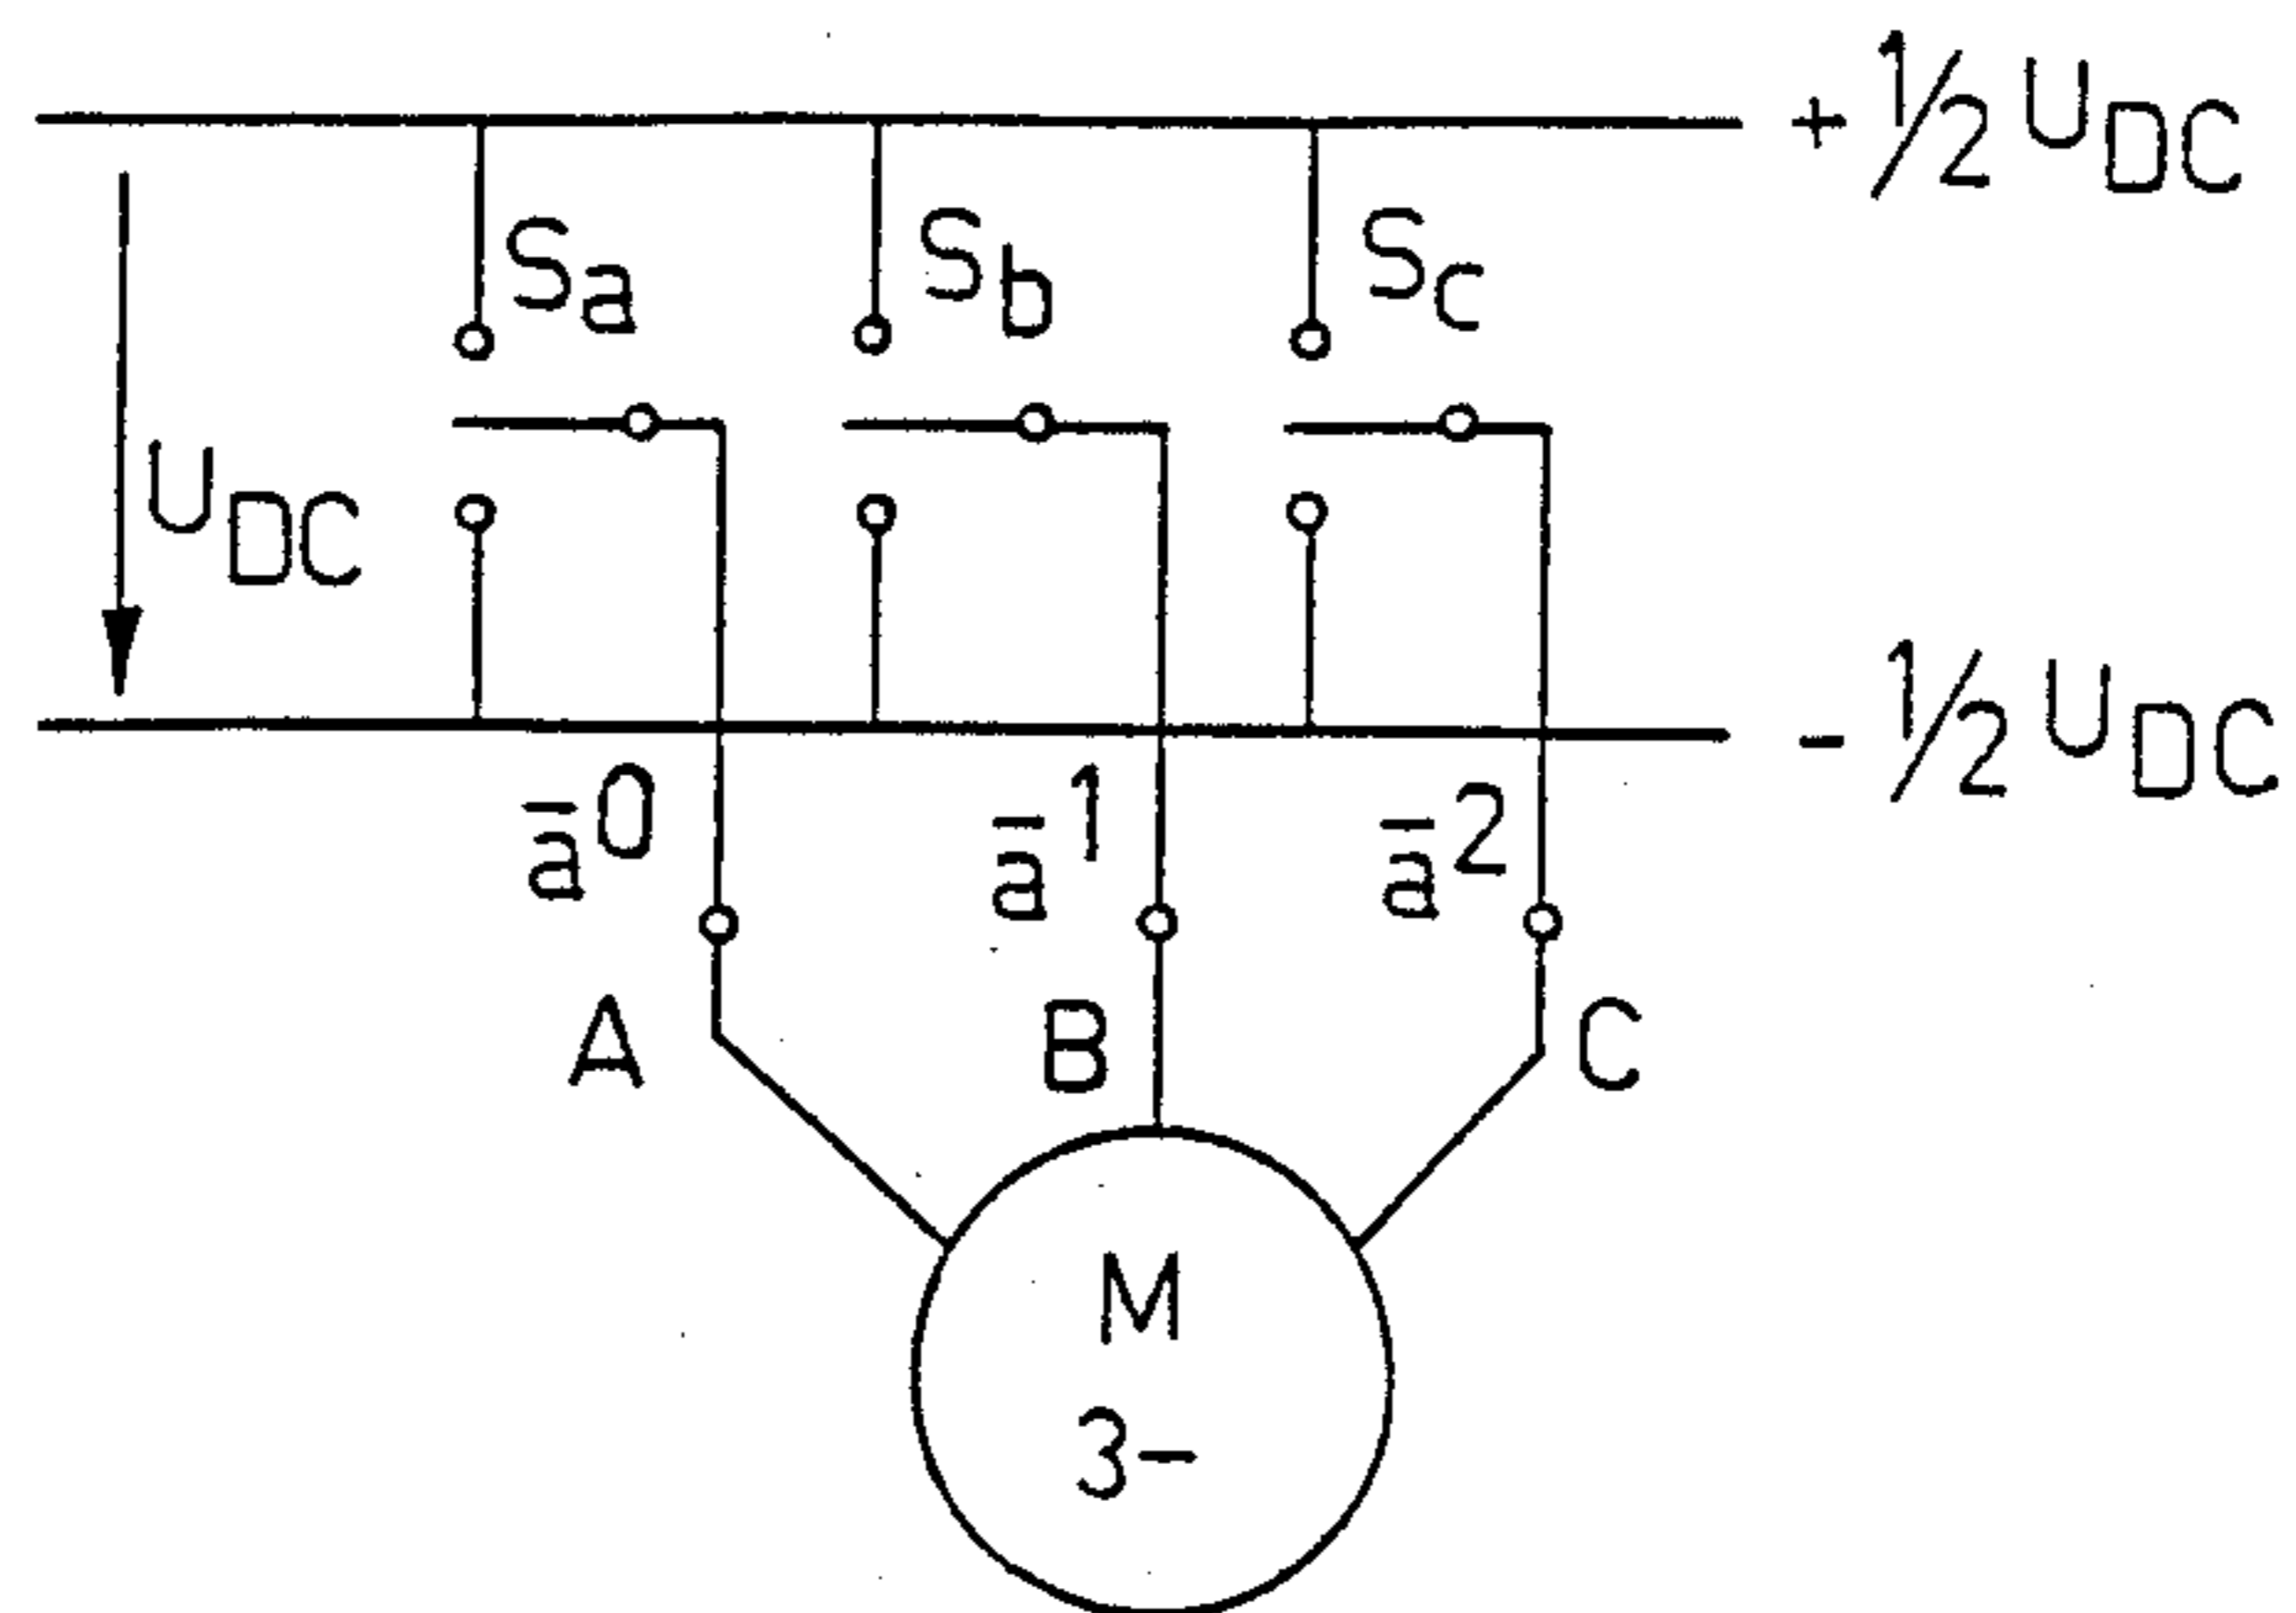 + 1/2 U_DC
S_a
S_b
S_c
U_DC
- 1/2 U_DC
a̅^0
a̅^1
a̅^2
A
B
C
M
3-